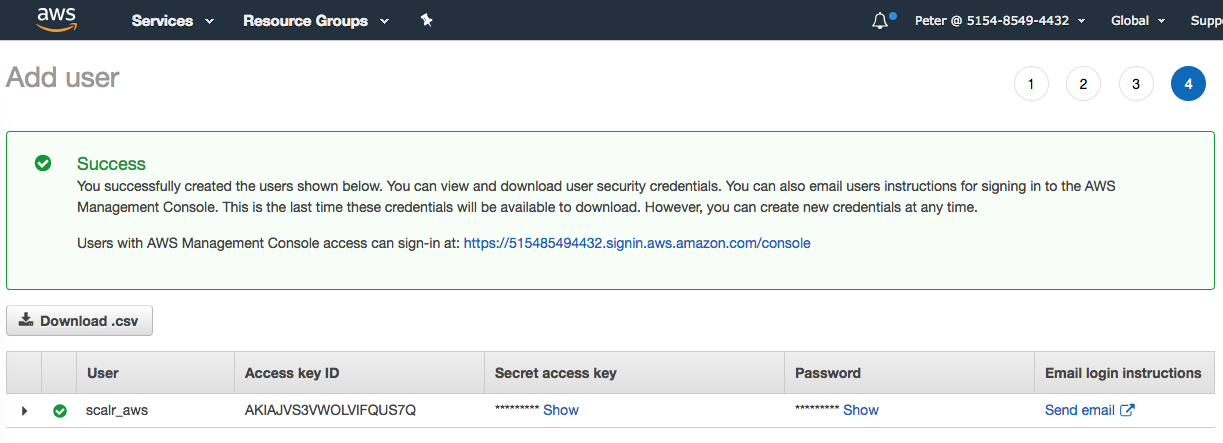 aws Services Resource Groups Peter @ 5154-8549-4432 Global Supp
Add user 1 2 3 4
Success
You successfully created the users shown below. You can view and download user security credentials. You can also email users instructions for signing in to the AWS
Management Console. This is the last time these credentials will be available to download. However, you can create new credentials at any time.
Users with AWS Management Console access can sign-in at: https://515485494432.signin.aws.amazon.com/console
Download .csv
User Access key ID Secret access key Password Email login instructions
scalr_aws AKIAJVS3VWOLVIFQUS7Q ********* Show ********* Show Send email